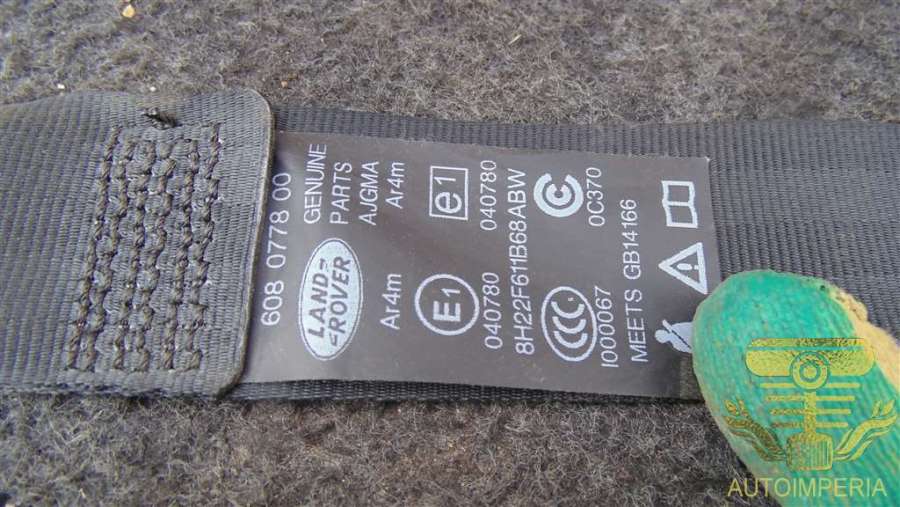 608 0778 00
LAND
ROVER
GENUINE
PARTS
AJGMA
Ar4m
Ar4m
E1
e1
040780
040780
8H22F611B68ABW
CCC
C
I000067
0C370
MEETS GB14166
AUTOIMPERIA